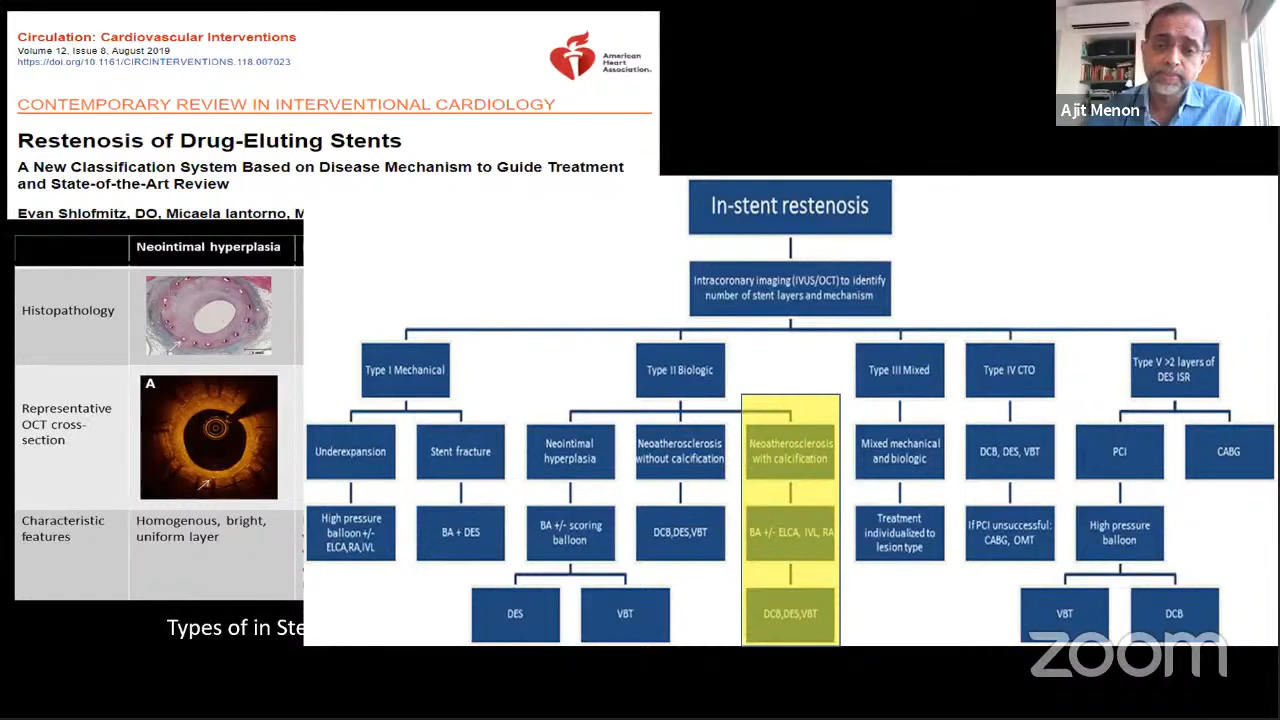 Circulation: Cardiovascular Interventions
Volume 12, Issue 8, August 2019
https://doi.org/10.1161/CIRCINTERVENTIONS.118.007023
American
Heart
Association.
CONTEMPORARY REVIEW IN INTERVENTIONAL CARDIOLOGY
Restenosis of Drug-Eluting Stents
A New Classification System Based on Disease Mechanism to Guide Treatment
and State-of-the-Art Review
Evan Shlofmitz, DO, Micaela Iantorno, M
Ajit Menon
Neointimal hyperplasia
Histopathology
Representative
OCT cross-
section
A
Characteristic
features
Homogenous, bright,
uniform layer
Types of in Ste
In-stent restenosis
Intracoronary imaging (IVUS/OCT) to identify
number of stent layers and mechanism
Type I Mechanical
Type II Biologic
Type III Mixed
Type IV CTO
Type V >2 layers of
DES ISR
Underexpansion
Stent fracture
Neointimal
hyperplasia
Neoatherosclerosis
without calcification
Neoatherosclerosis
with calcification
Mixed mechanical
and biologic
DCB, DES, VBT
PCI
CABG
High pressure
balloon +/-
ELCA,RA,IVL
BA + DES
BA +/- scoring
balloon
DCB,DES,VBT
BA +/- ELCA, IVL, RA
Treatment
individualized to
lesion type
If PCI unsuccessful:
CABG, OMT
High pressure
balloon
DES
VBT
DCB,DES,VBT
VBT
DCB
zoom